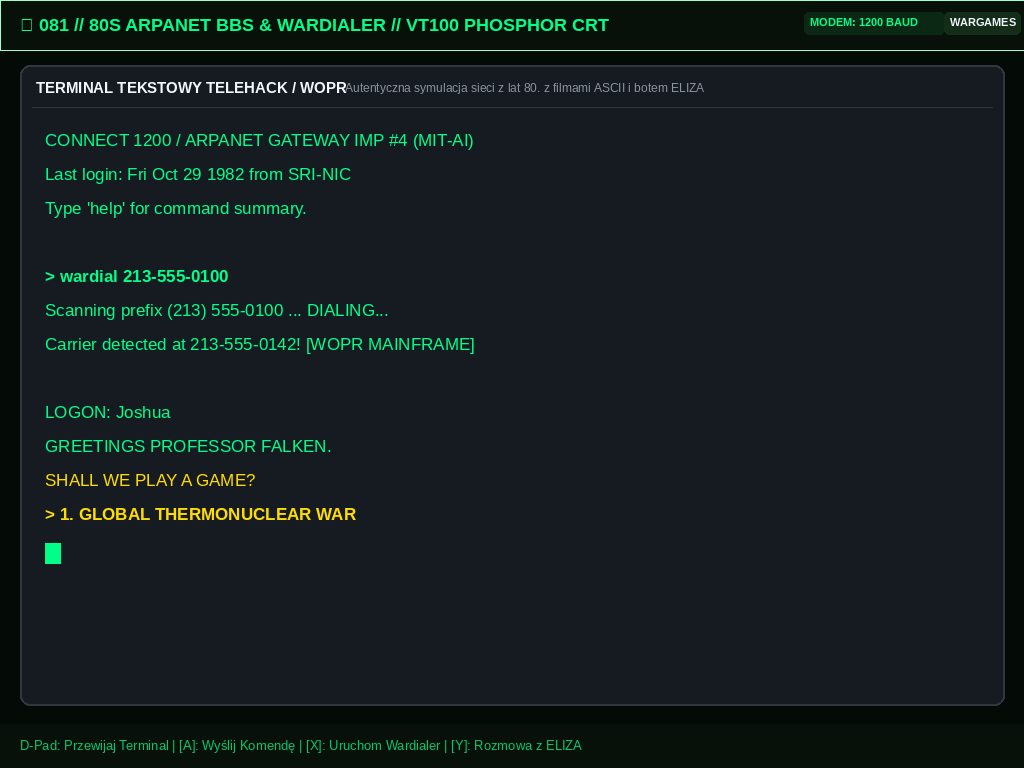 081 // 80S ARPANET BBS & WARDIALER // VT100 PHOSPHOR CRT
MODEM: 1200 BAUD
WARGAMES
TERMINAL TEKSTOWY TELEHACK / WOPR
Autentyczna symulacja sieci z lat 80. z filmami ASCII i botem ELIZA
CONNECT 1200 / ARPANET GATEWAY IMP #4 (MIT-AI)
Last login: Fri Oct 29 1982 from SRI-NIC
Type 'help' for command summary.
> wardial 213-555-0100
Scanning prefix (213) 555-0100 ... DIALING...
Carrier detected at 213-555-0142! [WOPR MAINFRAME]
LOGON: Joshua
GREETINGS PROFESSOR FALKEN.
SHALL WE PLAY A GAME?
> 1. GLOBAL THERMONUCLEAR WAR
D-Pad: Przewijaj Terminal | [A]: Wyślij Komendę | [X]: Uruchom Wardialer | [Y]: Rozmowa z ELIZA